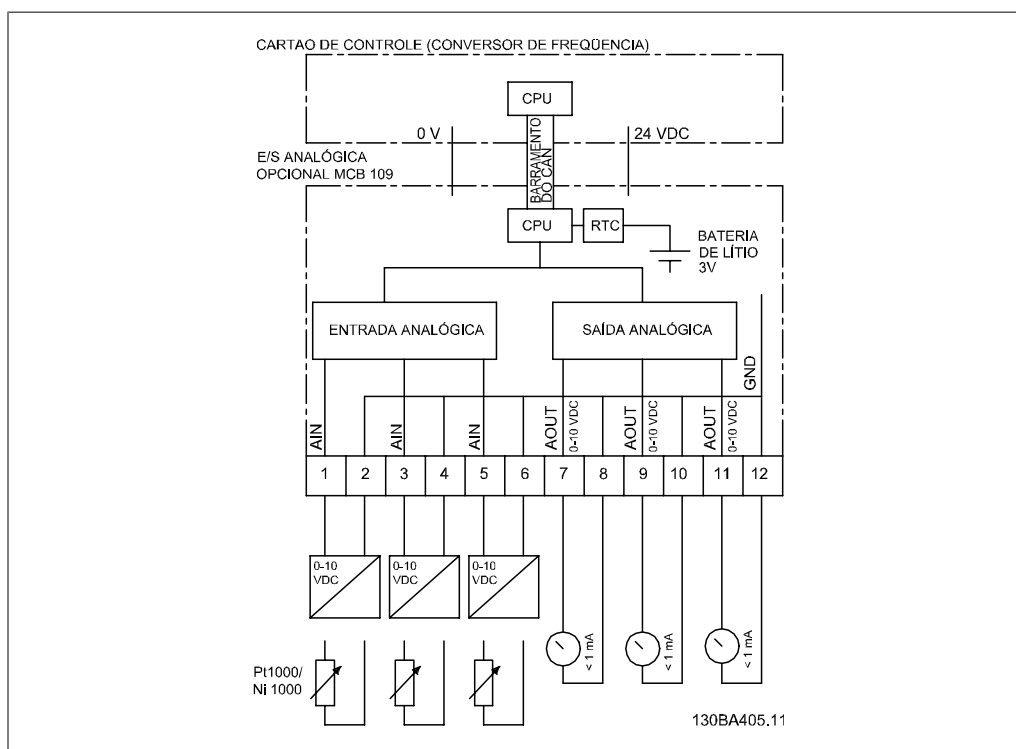 CARTAO DE CONTROLE (CONVERSOR DE FREQÜENCIA)
CPU
0 V
BARRAMENTO
DO CAN
24 VDC
E/S ANALÓGICA
OPCIONAL MCB 109
CPU
RTC
BATERIA
DE LÍTIO
3V
ENTRADA ANALÓGICA
SAÍDA ANALÓGICA
GND
AIN
AIN
AIN
AOUT
0-10 VDC
AOUT
0-10 VDC
AOUT
0-10 VDC
1 2 3 4 5 6 7 8 9 10 11 12
0-10
VDC
0-10
VDC
0-10
VDC
< 1 mA
< 1 mA
< 1 mA
Pt1000/
Ni 1000
130BA405.11